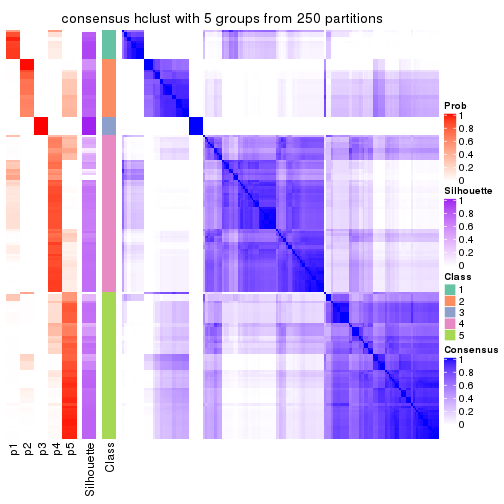 consensus hclust with 5 groups from 250 partitions
Prob
1
0.8
0.6
0.4
0.2
0
Silhouette
1
0.8
0.6
0.4
0.2
0
Class
1
2
3
4
5
Consensus
1
0.8
0.6
0.4
0.2
0
p1
p2
p3
p4
p5
Silhouette
Class